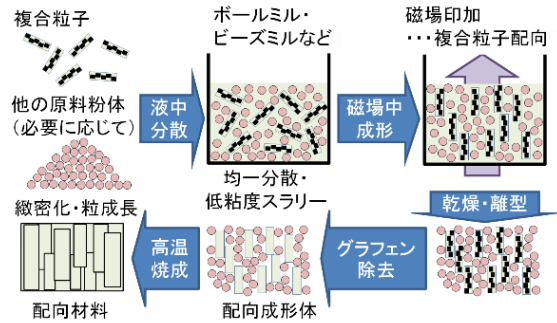 複合粒子
他の原料粉体
（必要に応じて）
液中
分散
ボールミル・
ビーズミルなど
均一分散・
低粘度スラリー
磁場中
成形
磁場印加
・・・複合粒子配向
乾燥・離型
グラフェン
除去
配向成形体
高温
焼成
緻密化・粒成長
配向材料